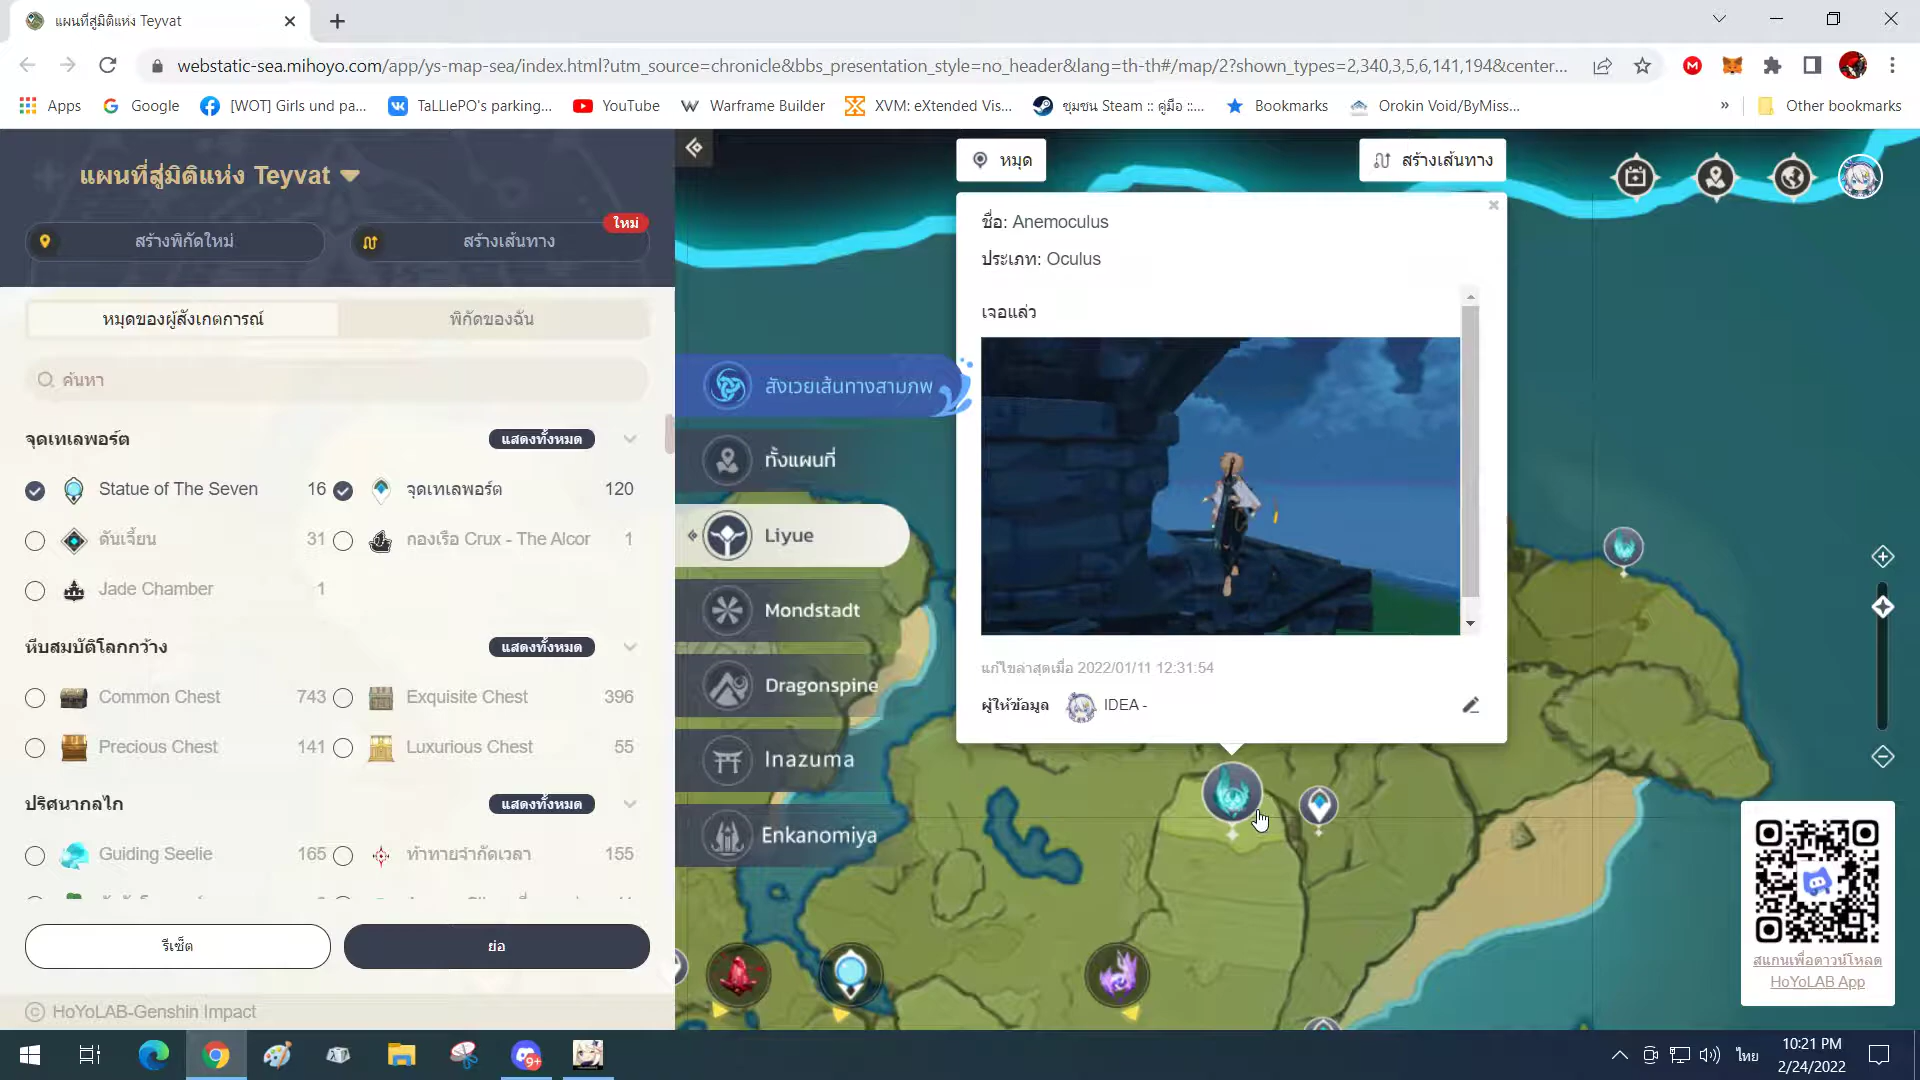 แผนที่สู่มิติแห่ง Teyvat
webstatic-sea.mihoyo.com/app/ys-map-sea/index.html?utm_source=chronicle&bbs_presentation_style=no_header&lang=th-th#/map/2?shown_types=2,340,3,5,6,141,194&center...
Apps
Google
[WOT] Girls und pa...
TaLLIePO's parking...
YouTube
Warframe Builder
XVM: eXtended Vis...
ชุมชน Steam :: คู่มือ ::...
Bookmarks
Orokin Void/ByMiss...
»
Other bookmarks
แผนที่สู่มิติแห่ง Teyvat
สร้างพิกัดใหม่
สร้างเส้นทาง
ใหม่
หมุดของผู้สังเกตการณ์
พิกัดของฉัน
ค้นหา
จุดเทเลพอร์ต
แสดงทั้งหมด
Statue of The Seven 16
จุดเทเลพอร์ต 120
ดันเจี้ยน 31
กองเรือ Crux - The Alcor 1
Jade Chamber 1
หีบสมบัติโลกกว้าง
แสดงทั้งหมด
Common Chest 743
Exquisite Chest 396
Precious Chest 141
Luxurious Chest 55
ปริศนากลไก
แสดงทั้งหมด
Guiding Seelie 165
ท้าทายจำกัดเวลา 155
รีเซ็ต
ย่อ
HoYoLAB-Genshin Impact
สังเวยเส้นทางสามภพ
ทั้งแผนที่
Liyue
Mondstadt
Dragonspine
Inazuma
Enkanomiya
หมุด
สร้างเส้นทาง
ชื่อ: Anemoculus
ประเภท: Oculus
เจอแล่ว
แก้ไขล่าสุดเมื่อ 2022/01/11 12:31:54
ผู้ให้ข้อมูล
IDEA -
สแกนเพื่อดาวน์โหลด
HoYoLAB App
9+
ไทย
10:21 PM
2/24/2022